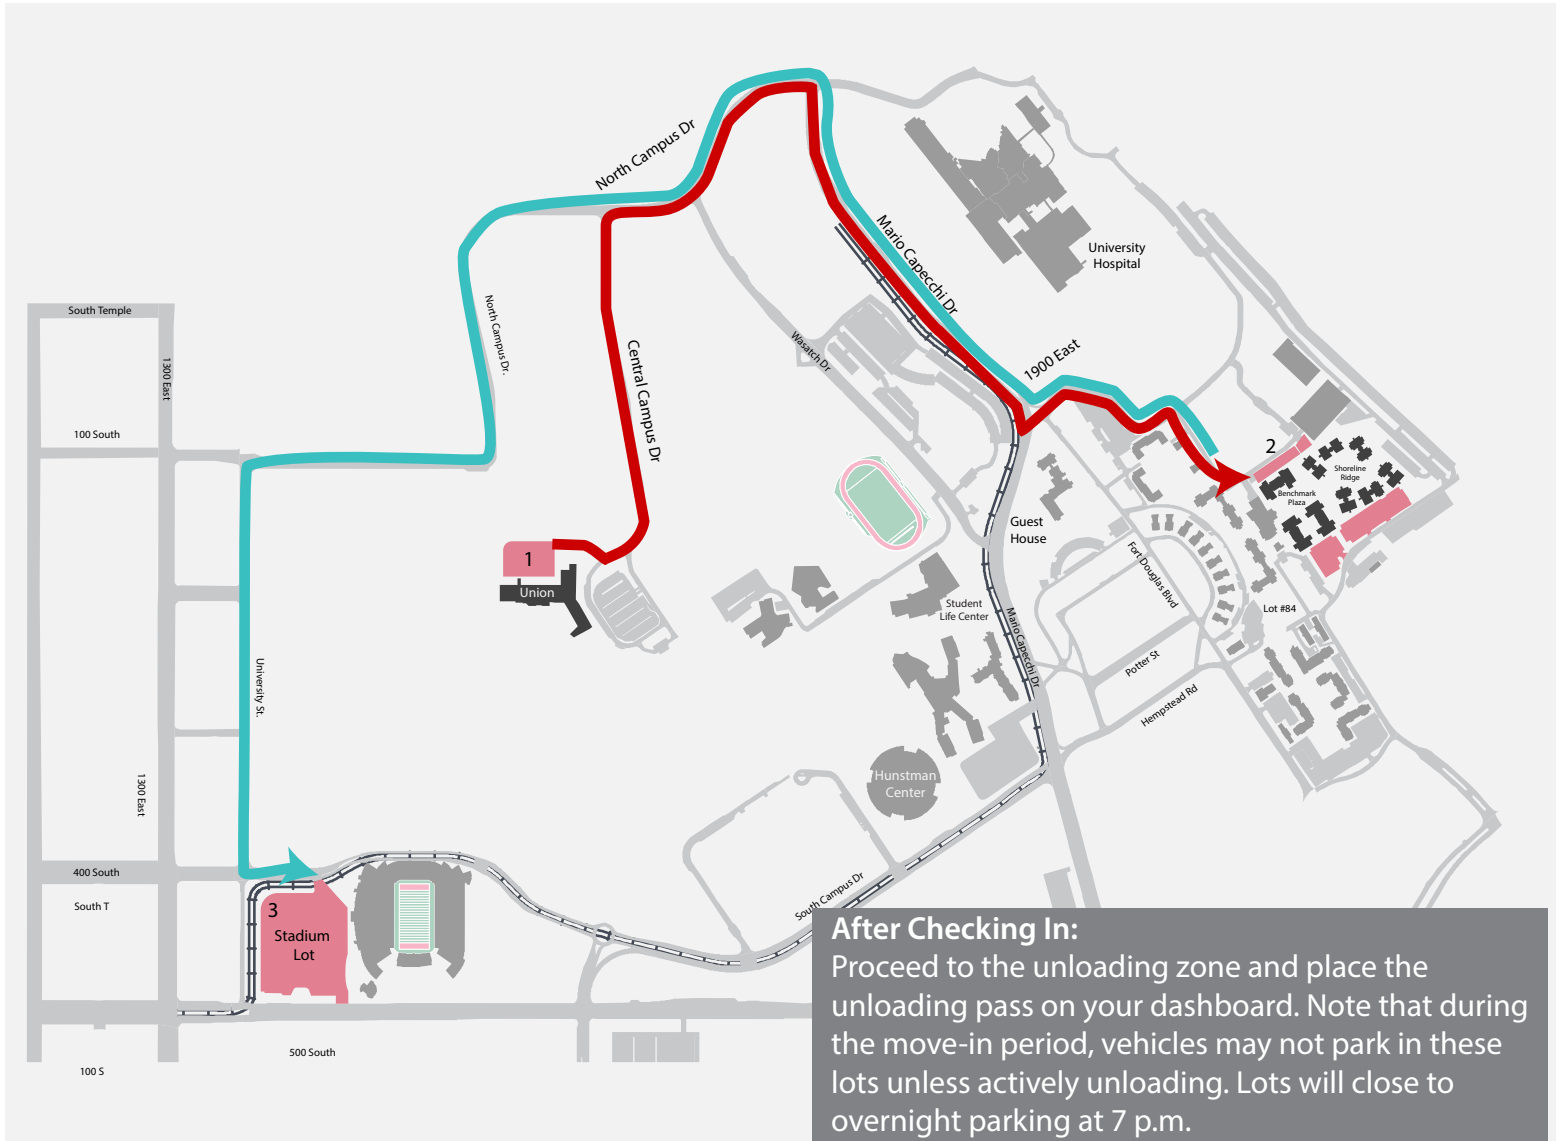 North Campus Dr
Mario Capecchi Dr
University
Hospital
South Temple
North Campus Dr.
Wasatch Dr
1900 East
1300 East
Central Campus Dr
100 South
2
Shoreline
Ridge
Benchmark
Plaza
Guest
House
1
Union
Fort Douglas Blvd
Student
Life Center
Lot #84
Mario Capecchi Dr
Potter St
University St.
Hempstead Rd
1300 East
Hunstman
Center
400 South
South T
South Campus Dr
3
Stadium
Lot
500 South
100 S
After Checking In:
Proceed to the unloading zone and place the
unloading pass on your dashboard. Note that during
the move-in period, vehicles may not park in these
lots unless actively unloading. Lots will close to
overnight parking at 7 p.m.